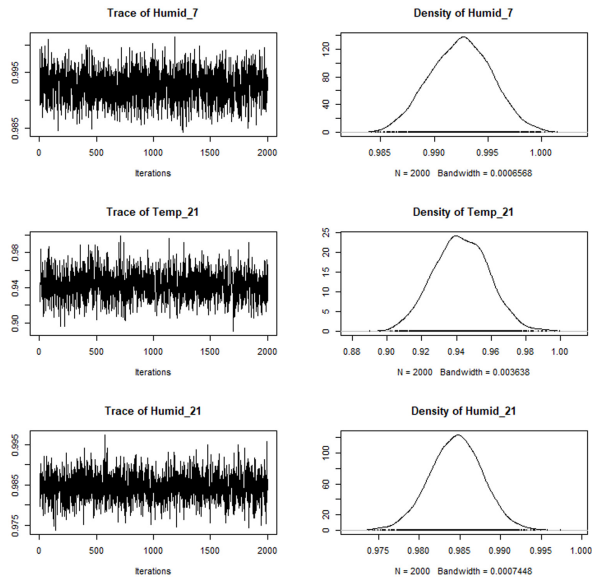 Trace of Humid_7
0.985 0.995
0 500 1000 1500 2000
Iterations
Density of Humid_7
0 40 80 120
0.985 0.990 0.995 1.000
N = 2000 Bandwidth = 0.0006568
Trace of Temp_21
0.90 0.94 0.98
0 500 1000 1500 2000
Iterations
Density of Temp_21
0 5 10 15 20 25
0.88 0.90 0.92 0.94 0.96 0.98 1.00
N = 2000 Bandwidth = 0.003638
Trace of Humid_21
0.975 0.985 0.995
0 500 1000 1500 2000
Iterations
Density of Humid_21
0 20 60 100
0.975 0.980 0.985 0.990 0.995 1.000
N = 2000 Bandwidth = 0.0007448